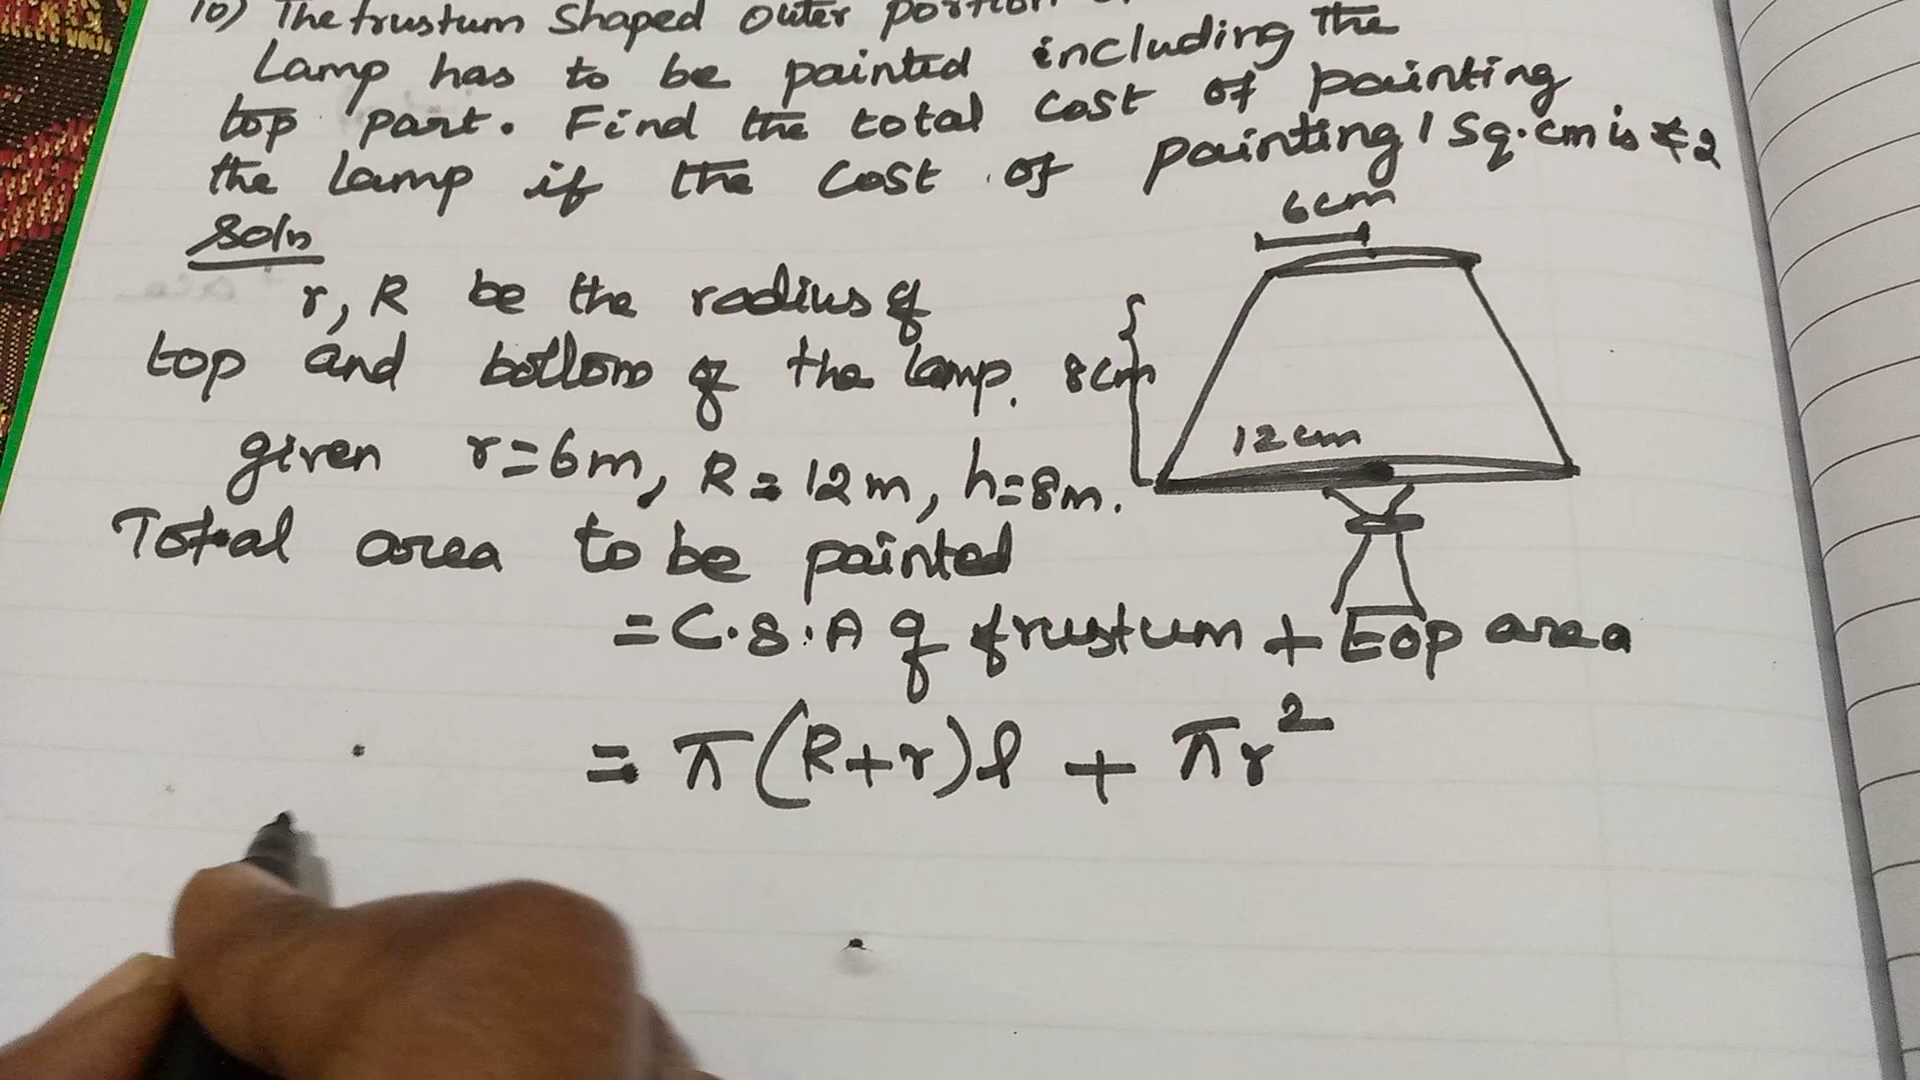 10) The frustum Shaped outer portion
Lamp has to be painted including the
top part. Find the total cost of painting
the lamp if the cost of painting 1 Sq.cm is ₹2
Soln
6cm
r, R be the radius of
top and bottom of the lamp.
8cm
12cm
given r=6m, R=12m, h=8m.
Total area to be painted
= C.S.A of frustum + Top area
= π(R+r)l + πr²